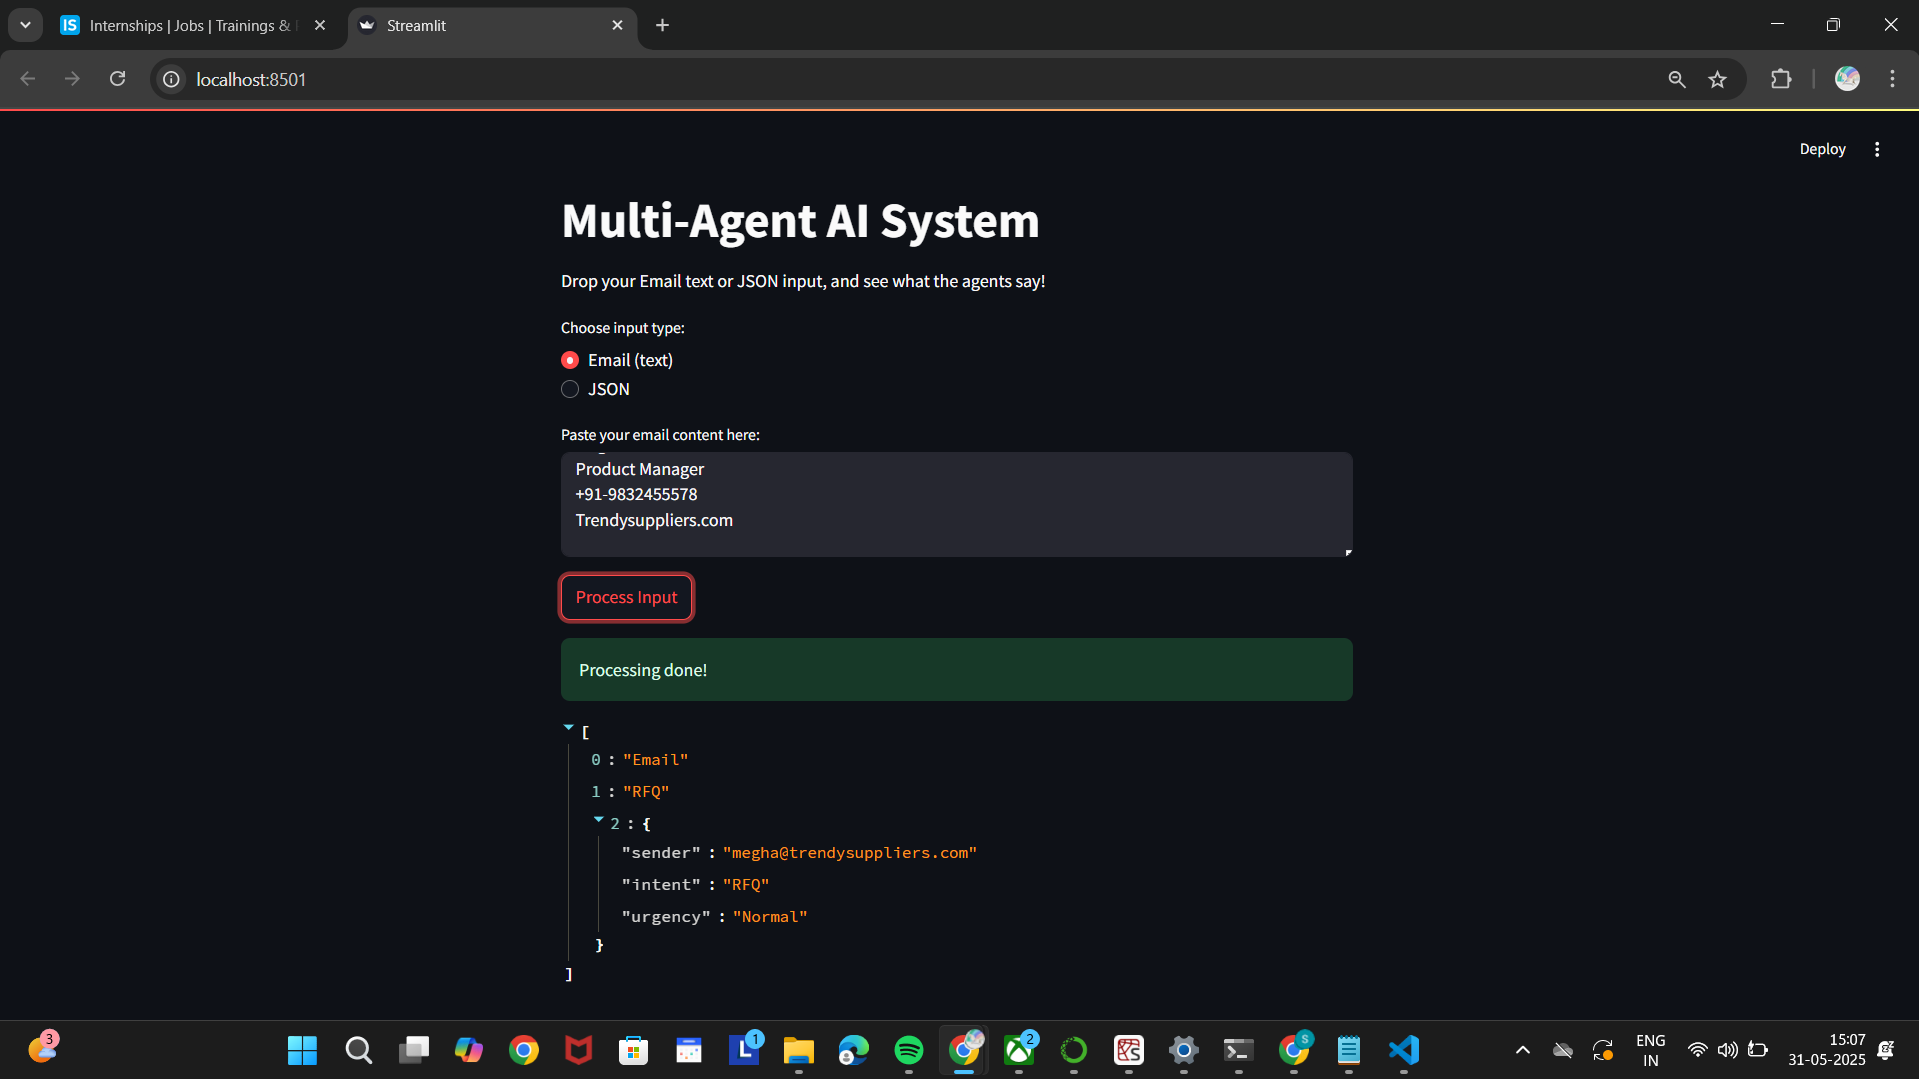 Internships | Jobs | Trainings &
Streamlit
localhost:8501
Deploy
Multi-Agent AI System
Drop your Email text or JSON input, and see what the agents say!
Choose input type:
Email (text)
JSON
Paste your email content here:
Product Manager
+91-9832455578
Trendysuppliers.com
Process Input
Processing done!
[
0 : "Email"
1 : "RFQ"
2 : {
"sender" : "megha@trendysuppliers.com"
"intent" : "RFQ"
"urgency" : "Normal"
}
]
3
1
2
S
ENG
IN
15:07
31-05-2025